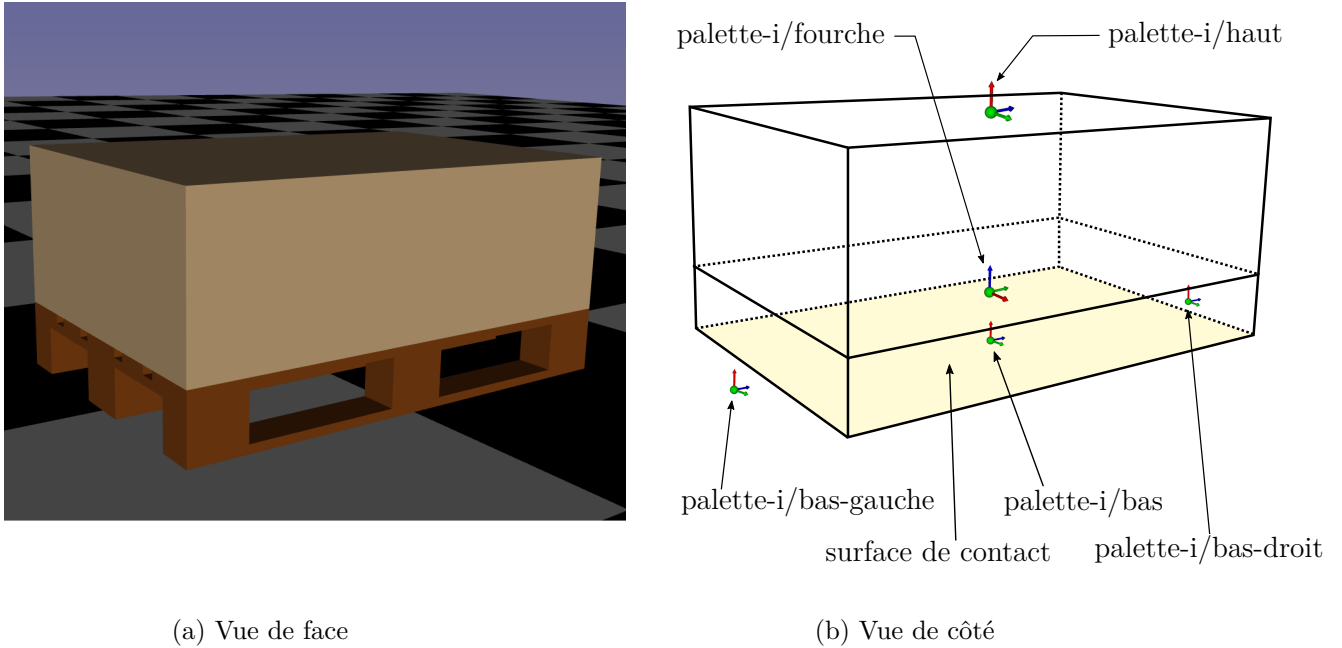 palette-i/fourche
palette-i/haut
palette-i/bas-gauche
palette-i/bas
surface de contact
palette-i/bas-droit
(a) Vue de face
(b) Vue de côté